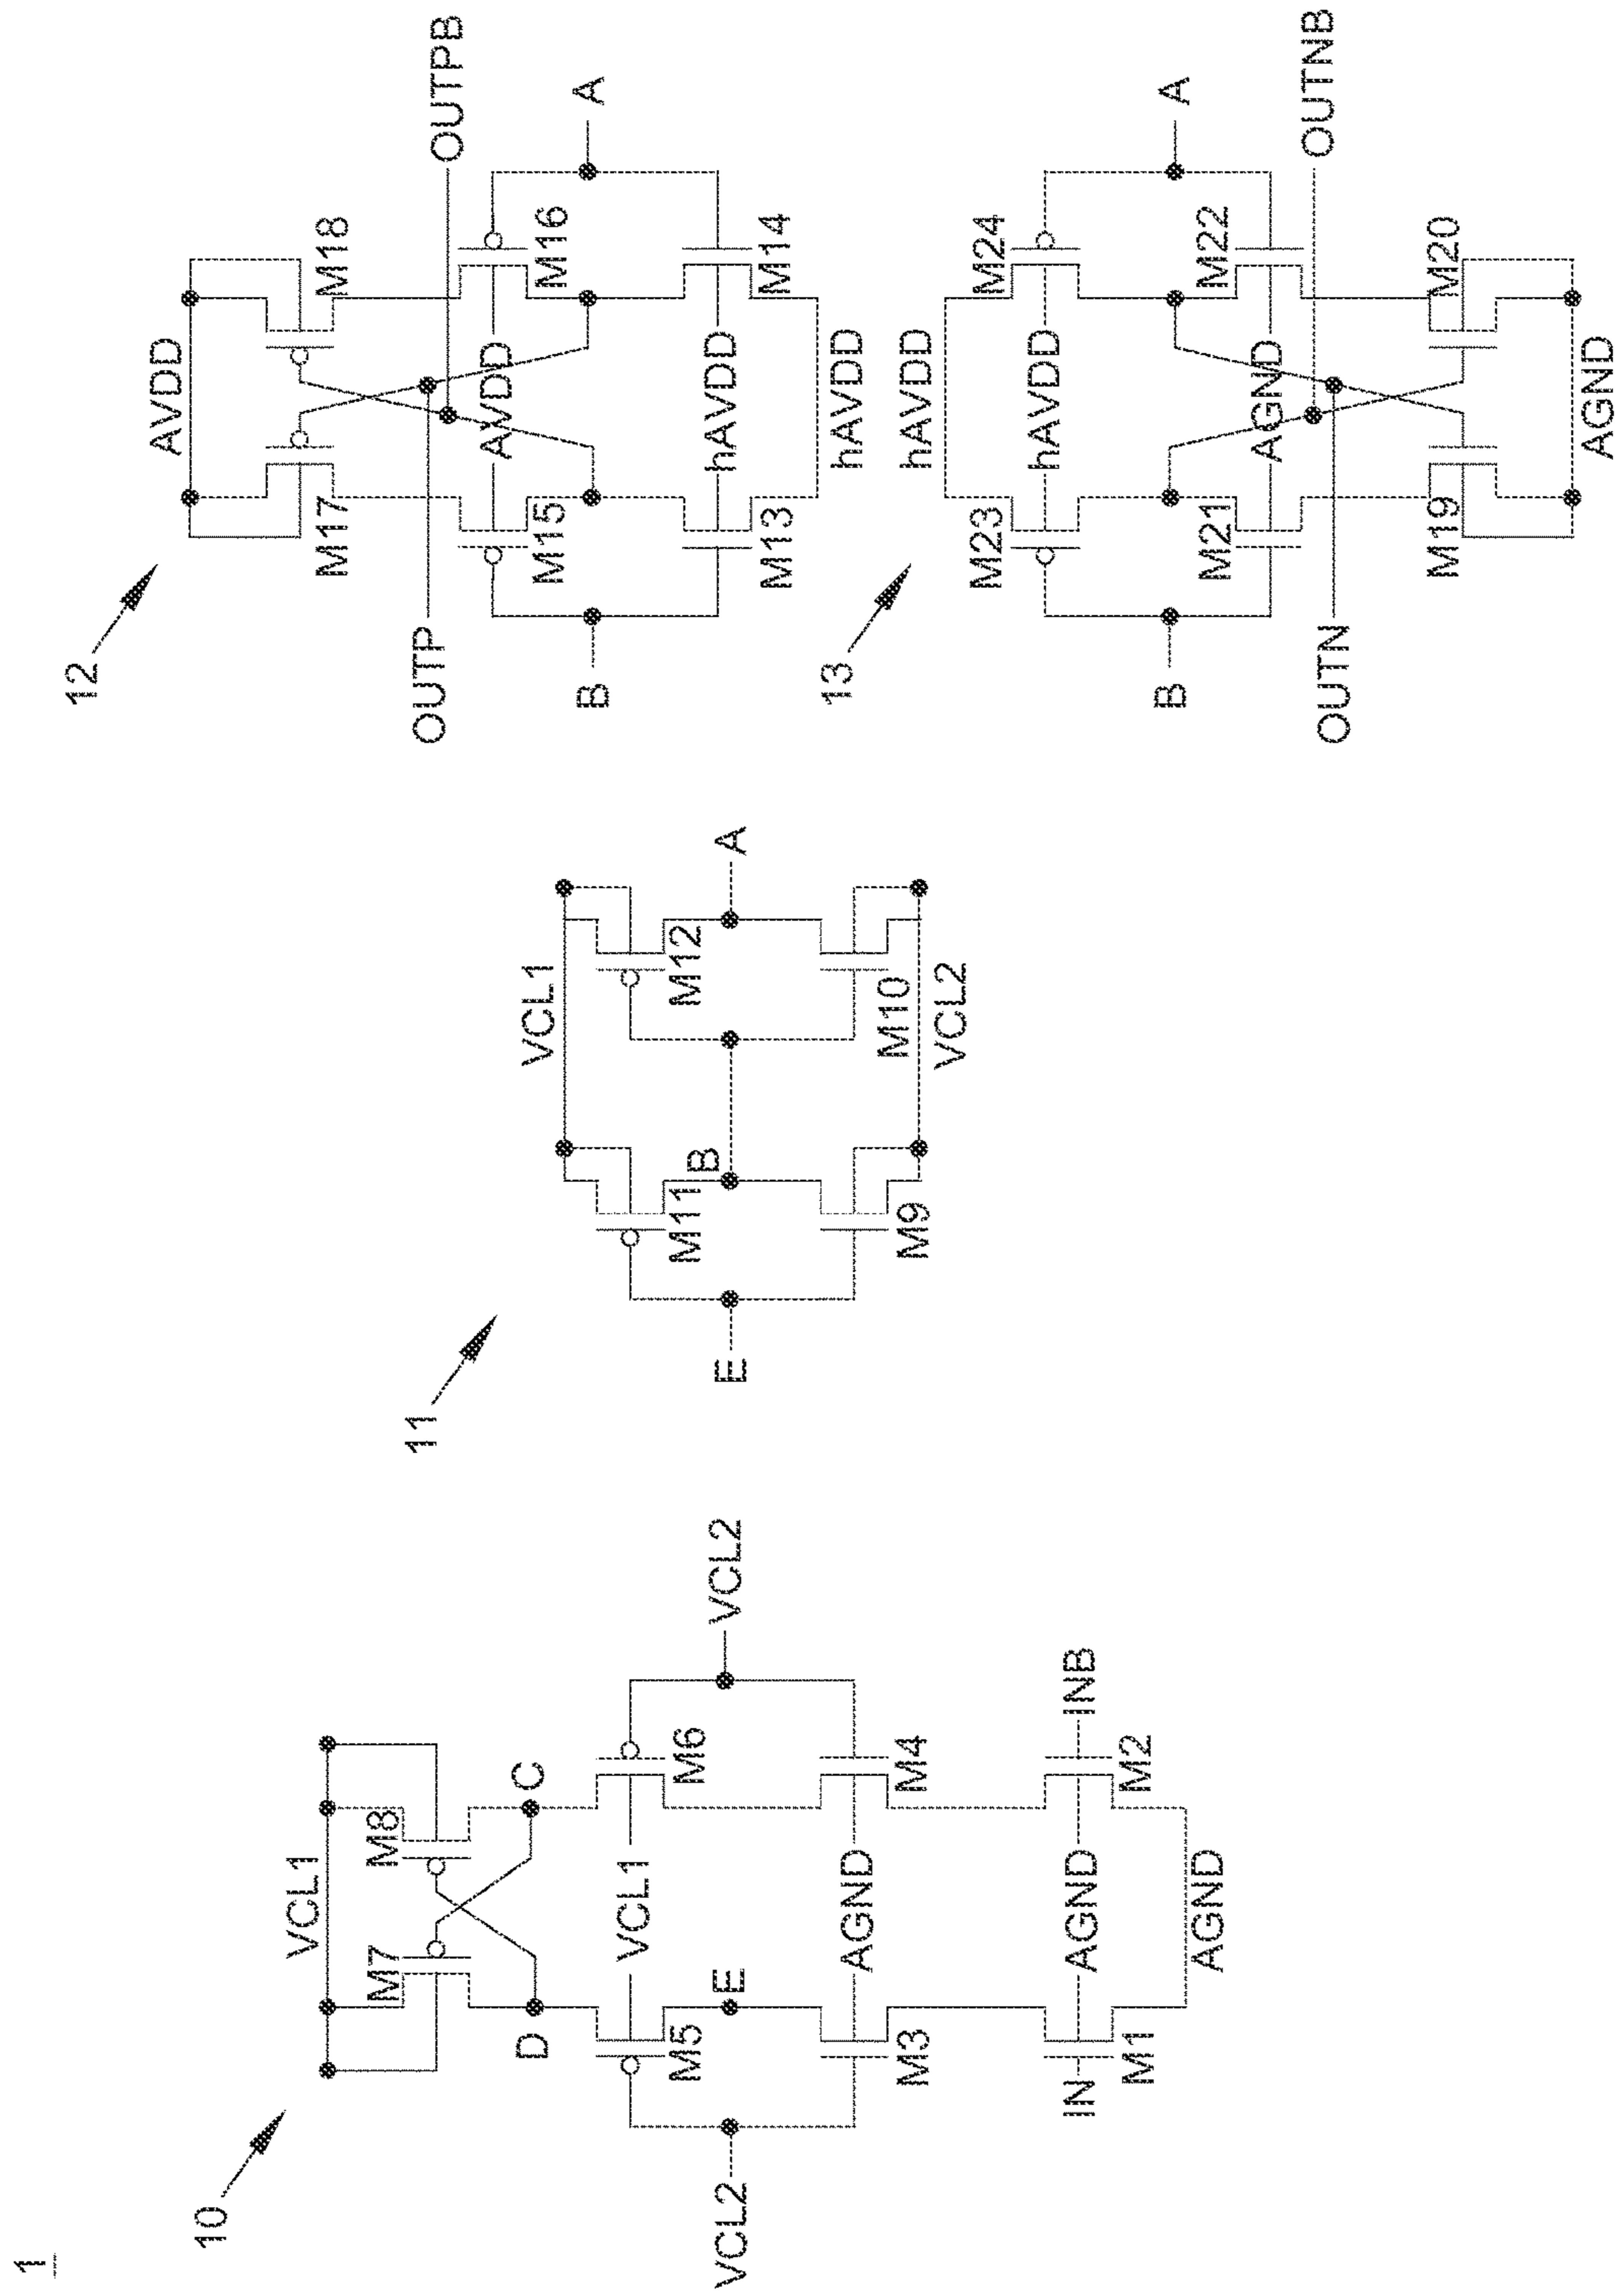 1
10
VCL1
M7
M8
D
C
VCL2
M5
VCL1
M6
VCL2
E
M3
AGND
M4
IN
M1
AGND
M2
INB
AGND
11
VCL1
E
M11
B
M12
A
M9
M10
VCL2
12
AVDD
M17
M18
OUTP
OUTPB
B
M15
AVDD
M16
A
M13
hAVDD
M14
hAVDD
13
hAVDD
M23
hAVDD
M24
B
A
M21
AGND
M22
OUTN
OUTNB
M19
M20
AGND